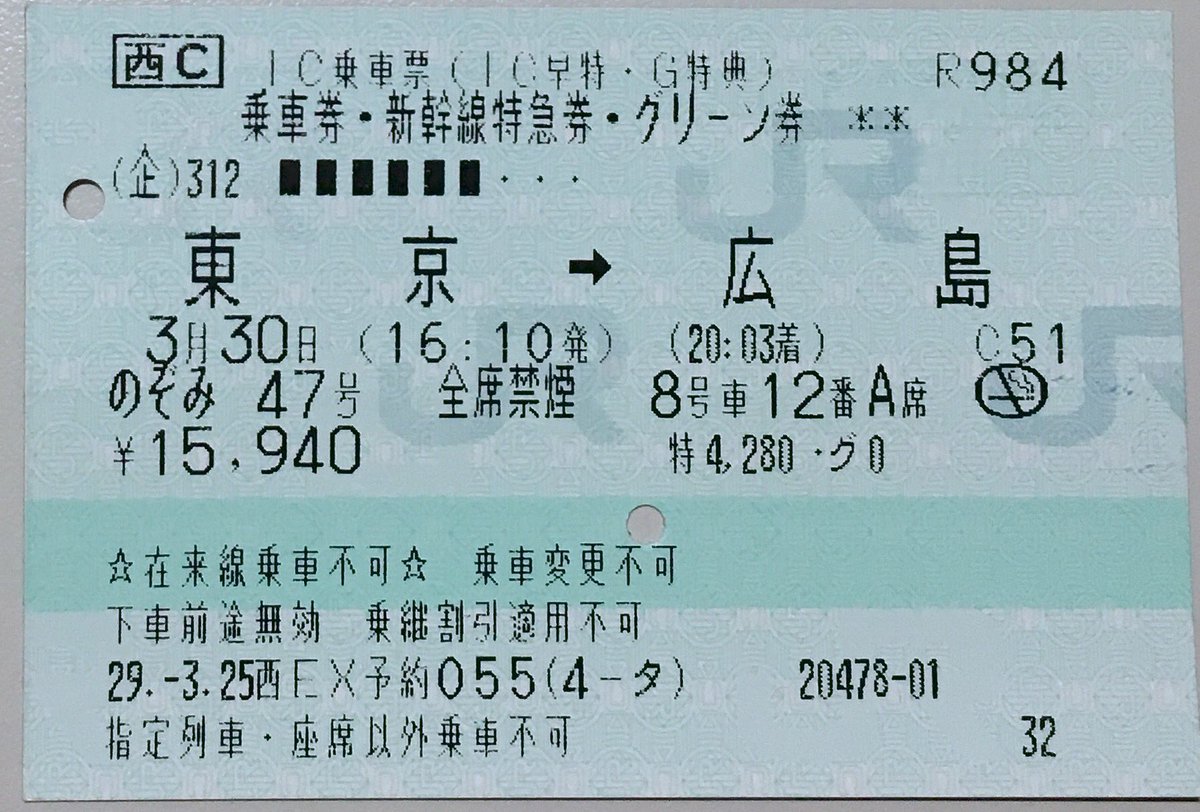 西C IC乗車票(IC早特・G特典) R984
乗車券・新幹線特急券・グリーン券 **
(企)312 ■■■■■■・・・
東京→広島
3月30日 (16:10発) (20:03着) C51
のぞみ 47号 全席禁煙 8号車12番A席
¥15,940 特4,280・グ0
☆在来線乗車不可☆ 乗車変更不可
下車前途無効 乗継割引適用不可
29.-3.25西EX予約055(4-タ) 20478-01
指定列車・座席以外乗車不可 32